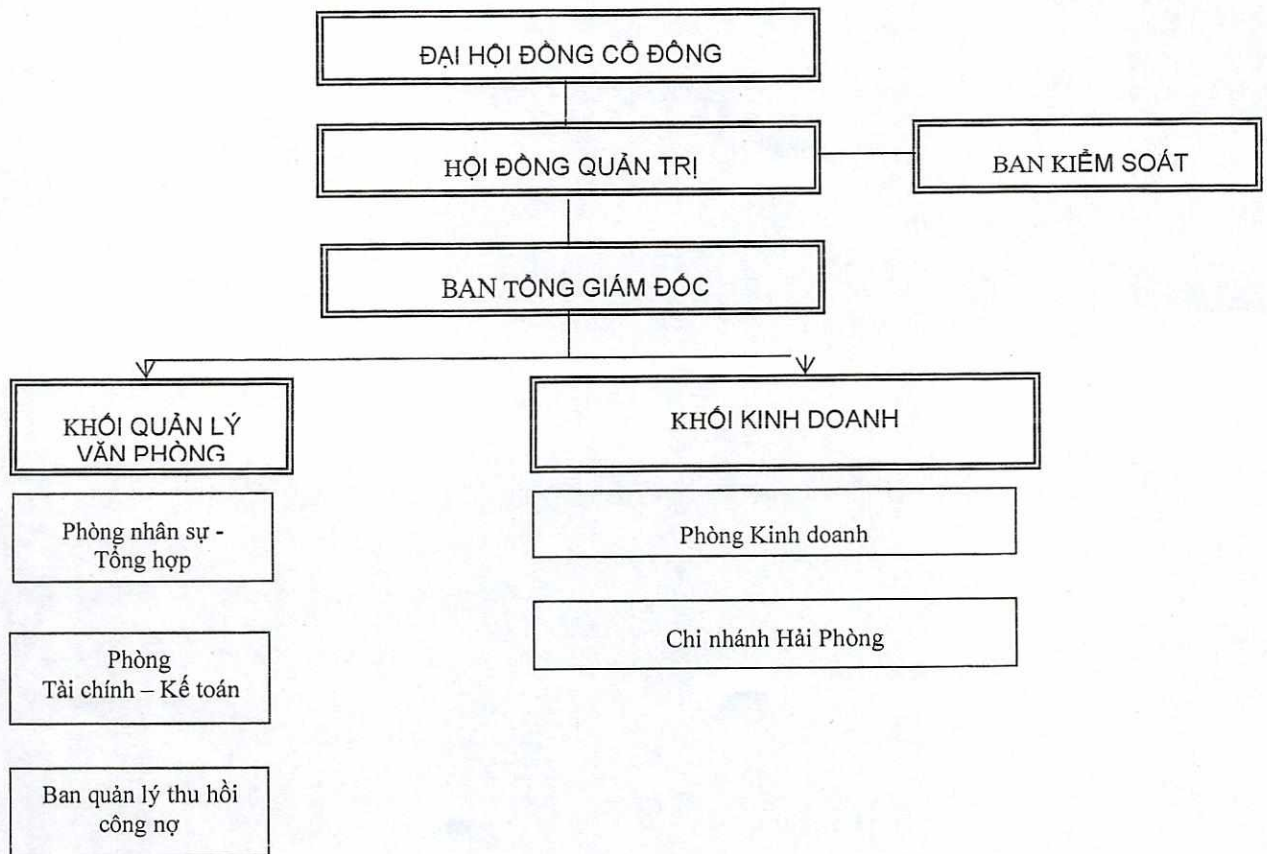 ĐẠI HỘI ĐỒNG CỔ ĐÔNG
HỘI ĐỒNG QUẢN TRỊ
BAN KIỂM SOÁT
BAN TỔNG GIÁM ĐỐC
KHỐI QUẢN LÝ
VĂN PHÒNG
KHỐI KINH DOANH
Phòng nhân sự -
Tổng hợp
Phòng
Tài chính – Kế toán
Ban quản lý thu hồi
công nợ
Phòng Kinh doanh
Chi nhánh Hải Phòng